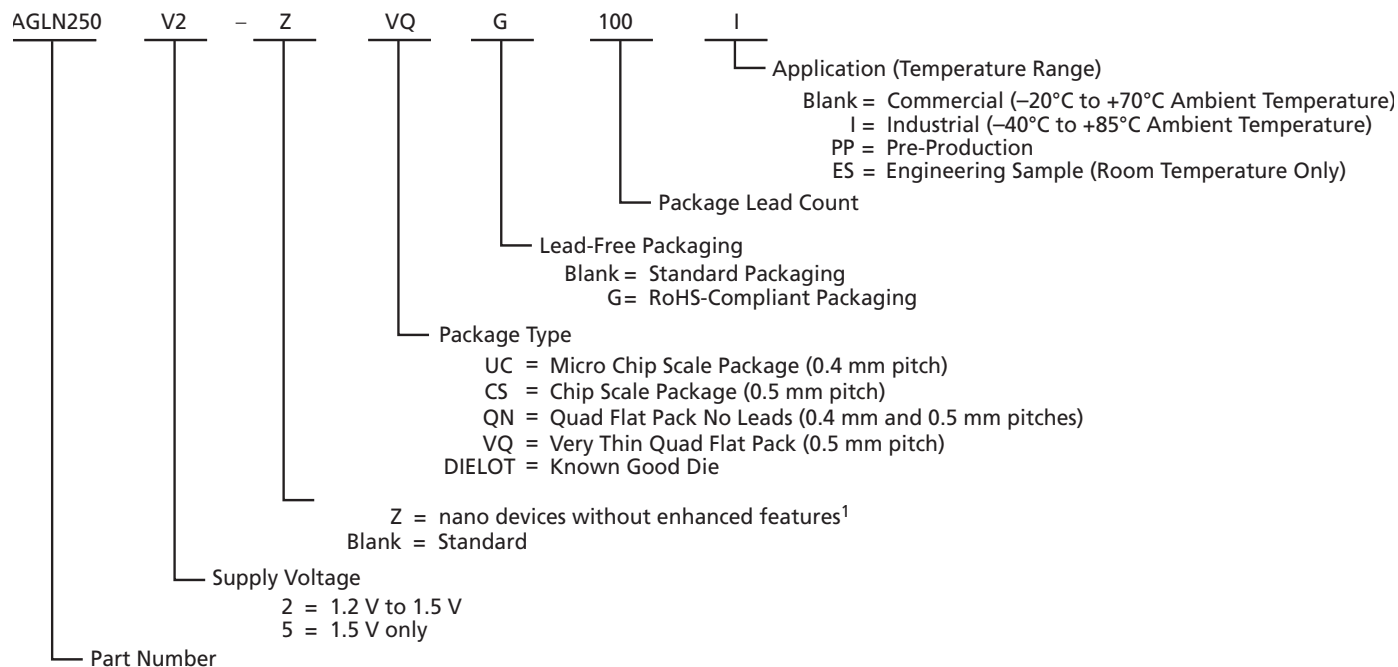 AGLN250 V2 – Z VQ G 100 I
Application (Temperature Range)
Blank = Commercial (–20°C to +70°C Ambient Temperature)
I = Industrial (–40°C to +85°C Ambient Temperature)
PP = Pre-Production
ES = Engineering Sample (Room Temperature Only)
Package Lead Count
Lead-Free Packaging
Blank = Standard Packaging
G= RoHS-Compliant Packaging
Package Type
UC = Micro Chip Scale Package (0.4 mm pitch)
CS = Chip Scale Package (0.5 mm pitch)
QN = Quad Flat Pack No Leads (0.4 mm and 0.5 mm pitches)
VQ = Very Thin Quad Flat Pack (0.5 mm pitch)
DIELOT = Known Good Die
Z = nano devices without enhanced features1
Blank = Standard
Supply Voltage
2 = 1.2 V to 1.5 V
5 = 1.5 V only
Part Number